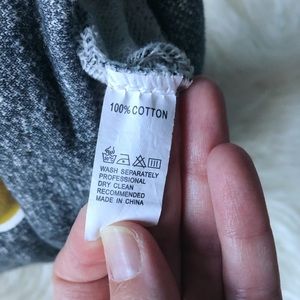 100% COTTON
WASH SEPARATELY
PROFESSIONAL
DRY CLEAN
RECOMMENDED
MADE IN CHINA